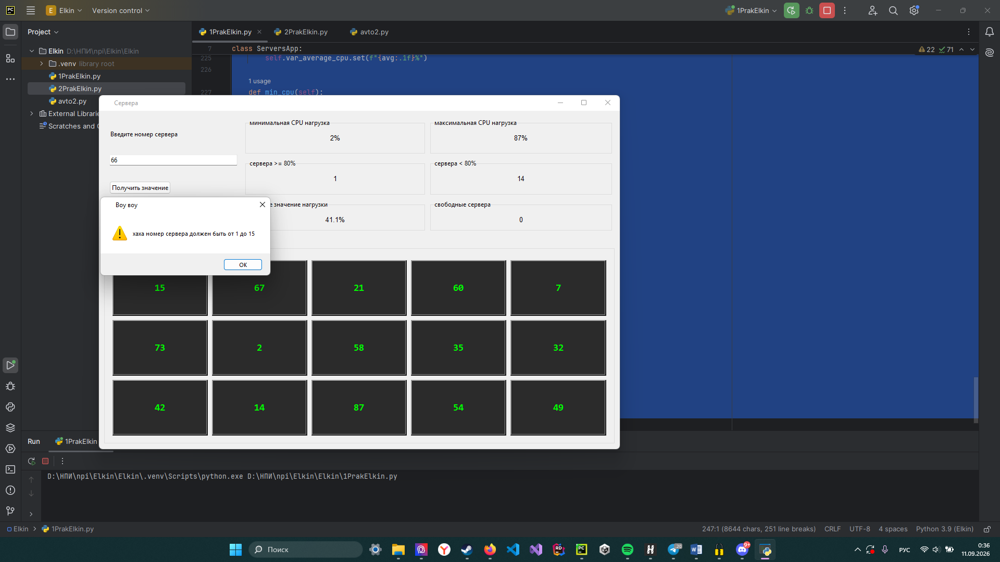 PC
E
Elkin
Version control
1PrakElkin
Project
1PrakElkin.py
2PrakElkin.py
avto2.py
Elkin D:\НПИ\npi\Elkin\Elkin
.venv library root
1PrakElkin.py
2PrakElkin.py
avto2.py
External Librarie
Scratches and
7 class ServersApp:
22 71
225 self.var_average_cpu.set(f"{avg:.1f}%")
226
1 usage
227 def min_cpu(self):
Сервера
Введите номер сервера
66
Получить значение
минимальная CPU нагрузка
2%
максимальная CPU нагрузка
87%
сервера >= 80%
1
сервера < 80%
14
е значение нагрузки
41.1%
свободные сервера
0
Воу воу
хаха номер сервера должен быть от 1 до 15
ОК
15 67 21 60 7
73 2 58 35 32
42 14 87 54 49
Run
1PrakElkin
D:\НПИ\npi\Elkin\Elkin\.venv\Scripts\python.exe D:\НПИ\npi\Elkin\Elkin\1PrakElkin.py
Elkin > 1PrakElkin.py
247:1 (8644 chars, 251 line breaks) CRLF UTF-8 4 spaces Python 3.9 (Elkin)
Поиск
RD
PC
20
9+
РУС
0:36
11.09.2026